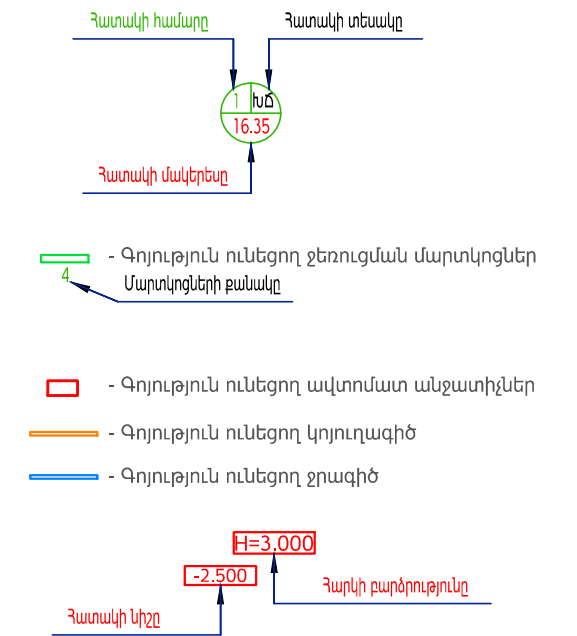 Հատակի համարը
Հատակի տեսակը
1 ԽՃ
16.35
Հատակի մակերեսը
- Գոյություն ունեցող ջեռուցման մարտկոցներ
4
Մարտկոցների քանակը
- Գոյություն ունեցող ավտոմատ անջատիչներ
- Գոյություն ունեցող կոյուղագիծ
- Գոյություն ունեցող ջրագիծ
H=3.000
-2.500
Հարկի բարձրությունը
Հատակի նիշը